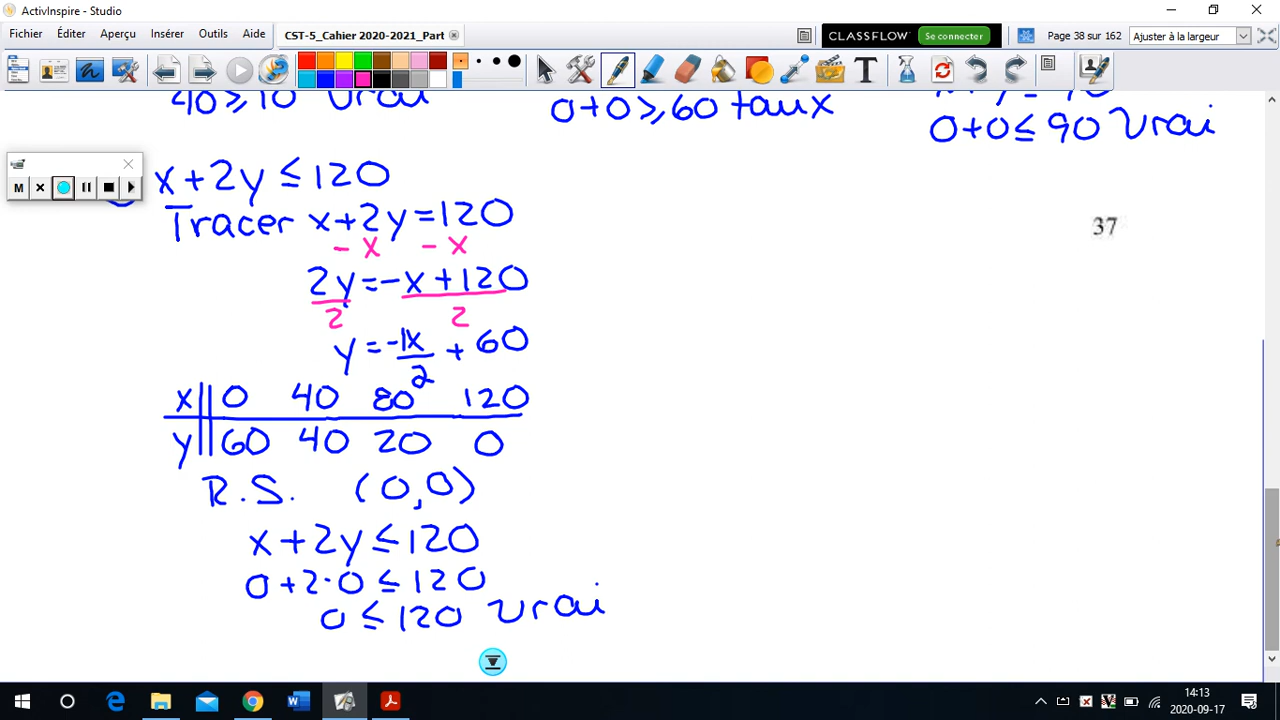 ActivInspire - Studio
Fichier Éditer Aperçu Insérer Outils Aide
CST-5_Cahier 2020-2021_Part
CLASSFLOW Se connecter
Page 38 sur 162
Ajuster à la largeur
40 ≥ 10 vrai
0+0 ≥ 60 faux
0+0 ≤ 90 vrai
M
x+2y ≤ 120
Tracer x+2y=120
-x -x
2y=-x+120
2 2
y = -1x/2 + 60
x 0 40 80 120
y 60 40 20 0
R.S. (0,0)
x+2y ≤ 120
0+2·0 ≤ 120
0 ≤ 120 vrai
37
14:13
2020-09-17